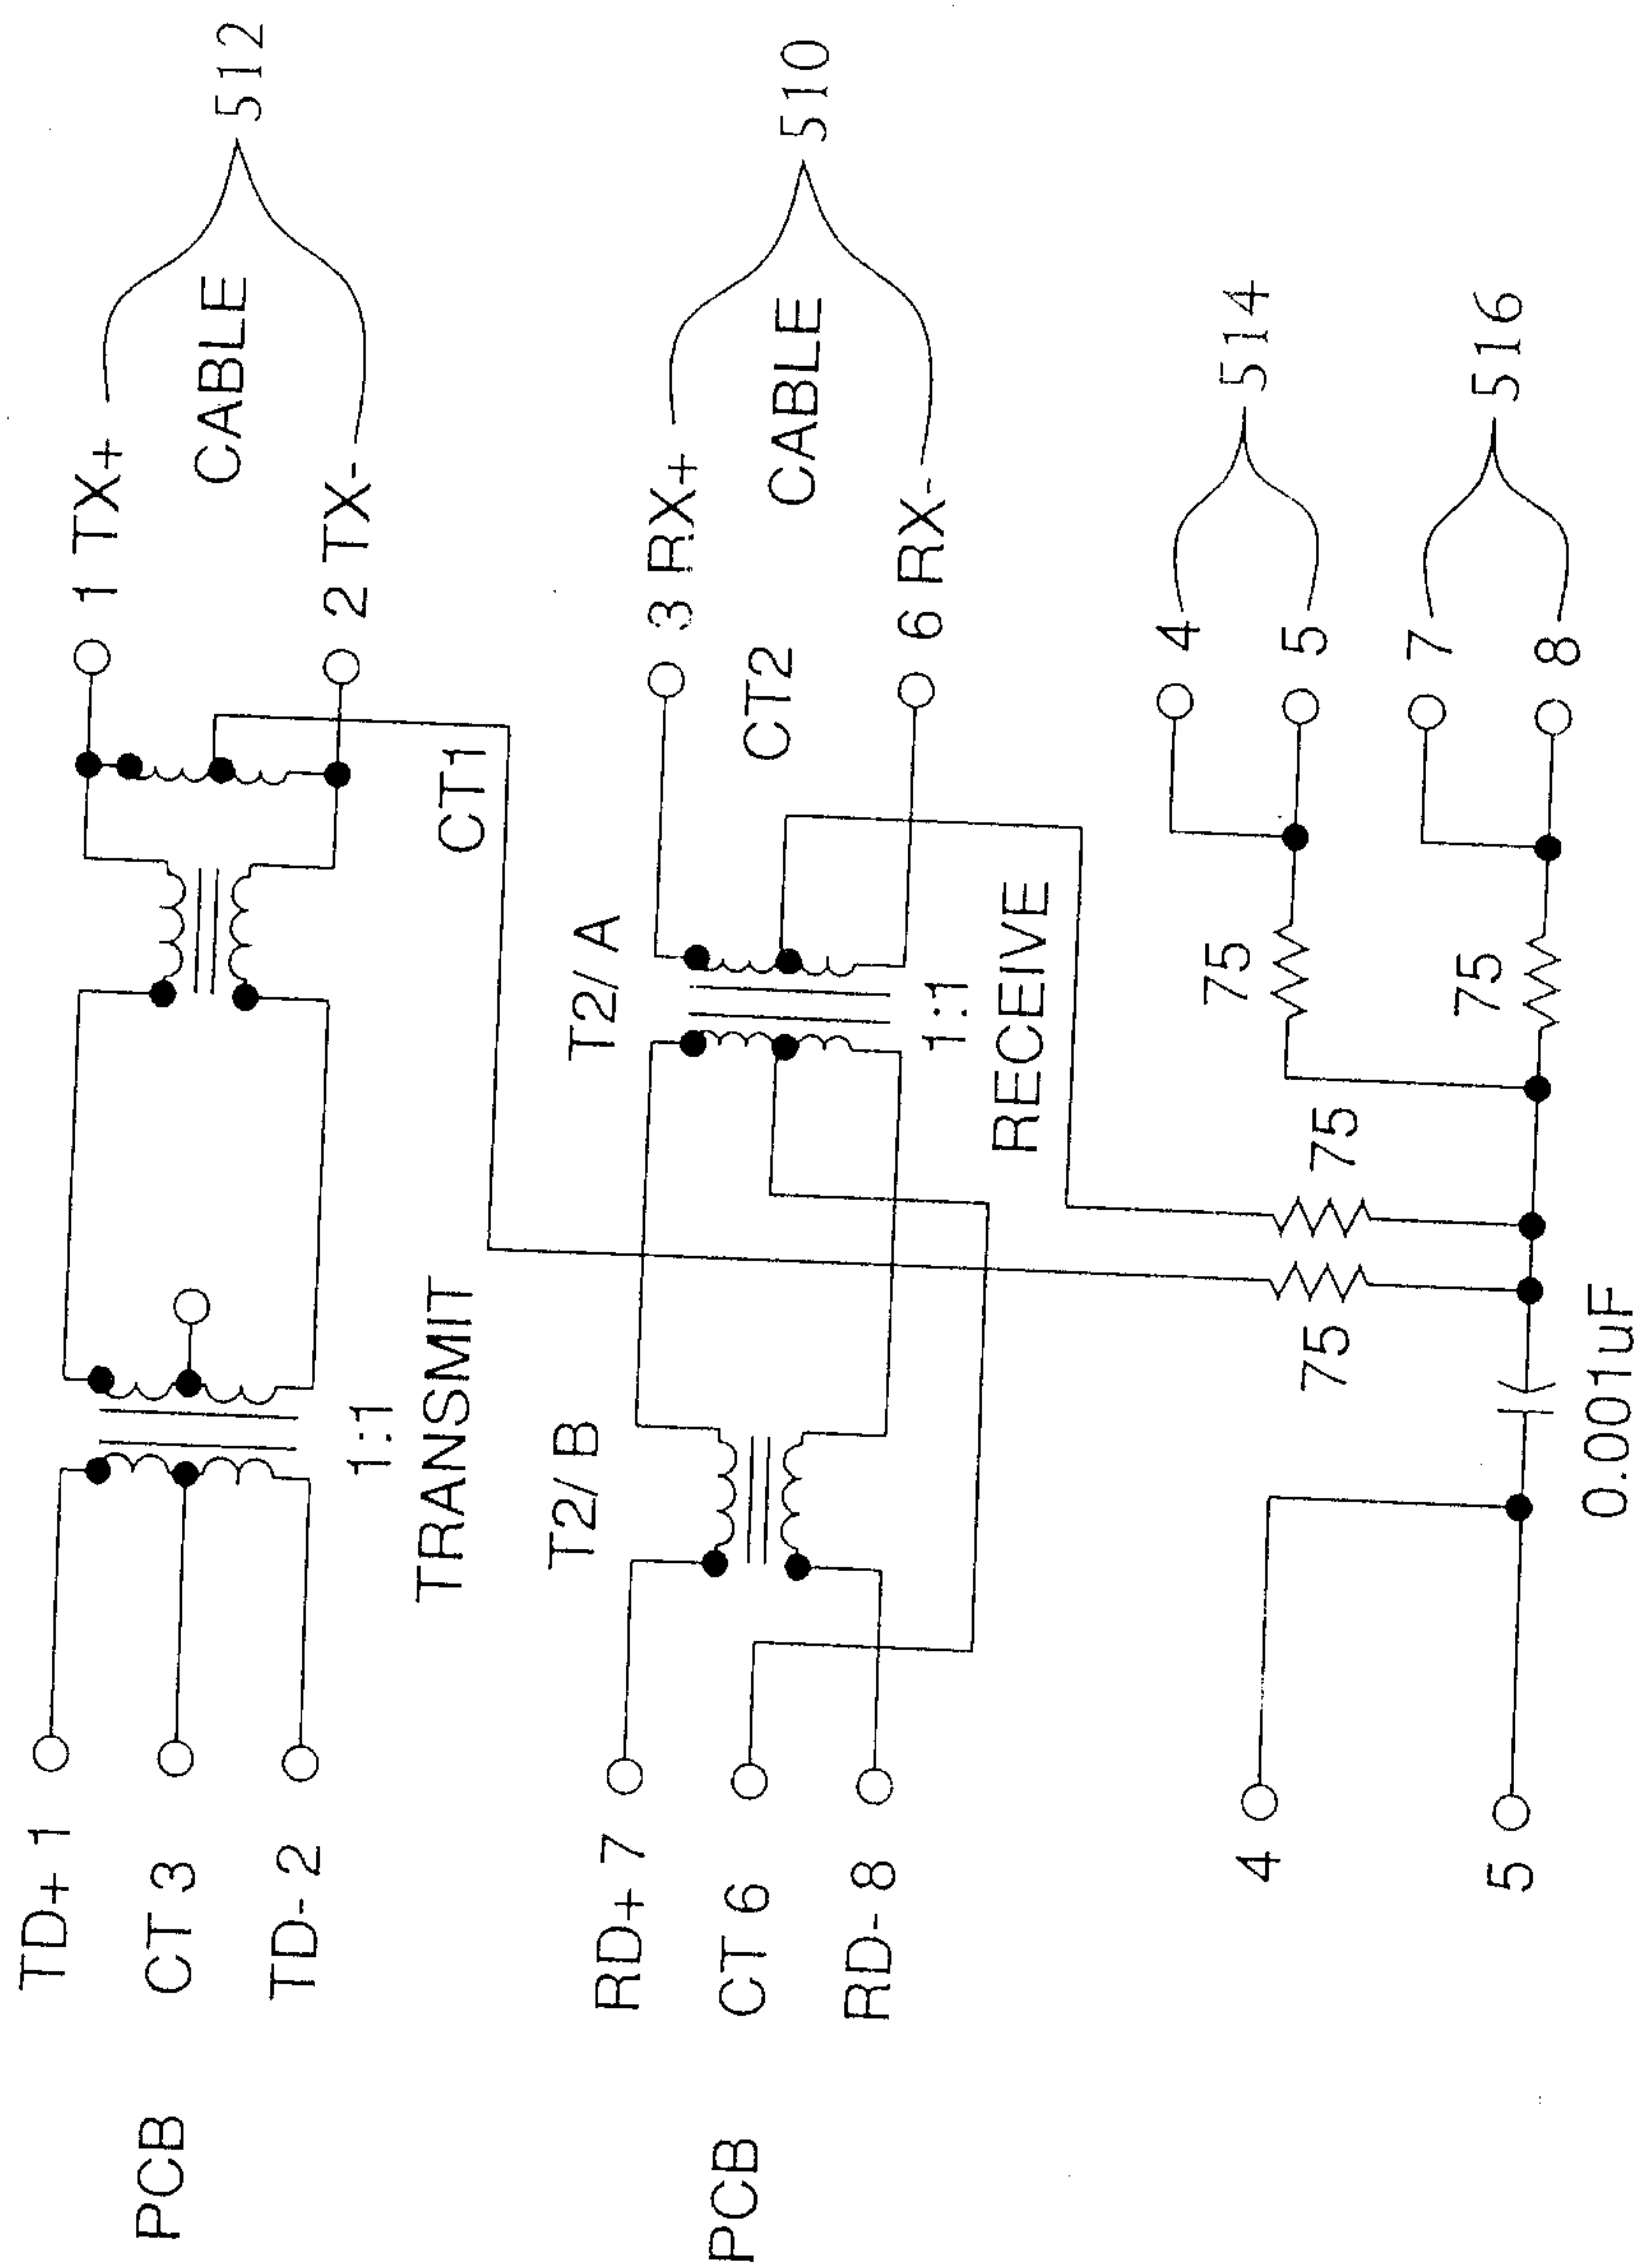 PCB
TD+ 1
CT 3
TD- 2
1:1
TRANSMIT
1 TX+
CABLE
2 TX-
512
CT1
PCB
RD+ 7
CT 6
RD- 8
T2/B
T2/A
1:1
RECEIVE
3 RX+
CT2
CABLE
6 RX-
510
4
5
0.001uF
75
75
75
75
4
5
514
7
8
516